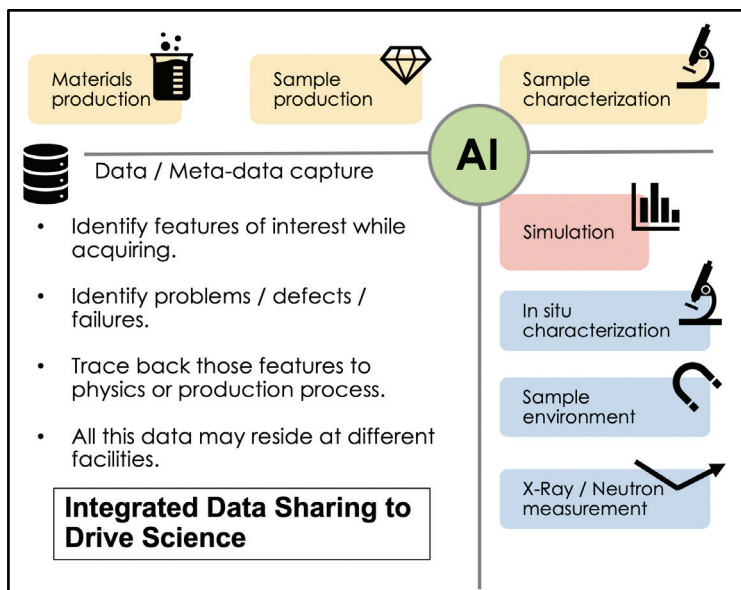 Materials
production
Sample
production
Sample
characterization
AI
Data / Meta-data capture
• Identify features of interest while
acquiring.
• Identify problems / defects /
failures.
• Trace back those features to
physics or production process.
• All this data may reside at different
facilities.
Integrated Data Sharing to
Drive Science
Simulation
In situ
characterization
Sample
environment
X-Ray / Neutron
measurement